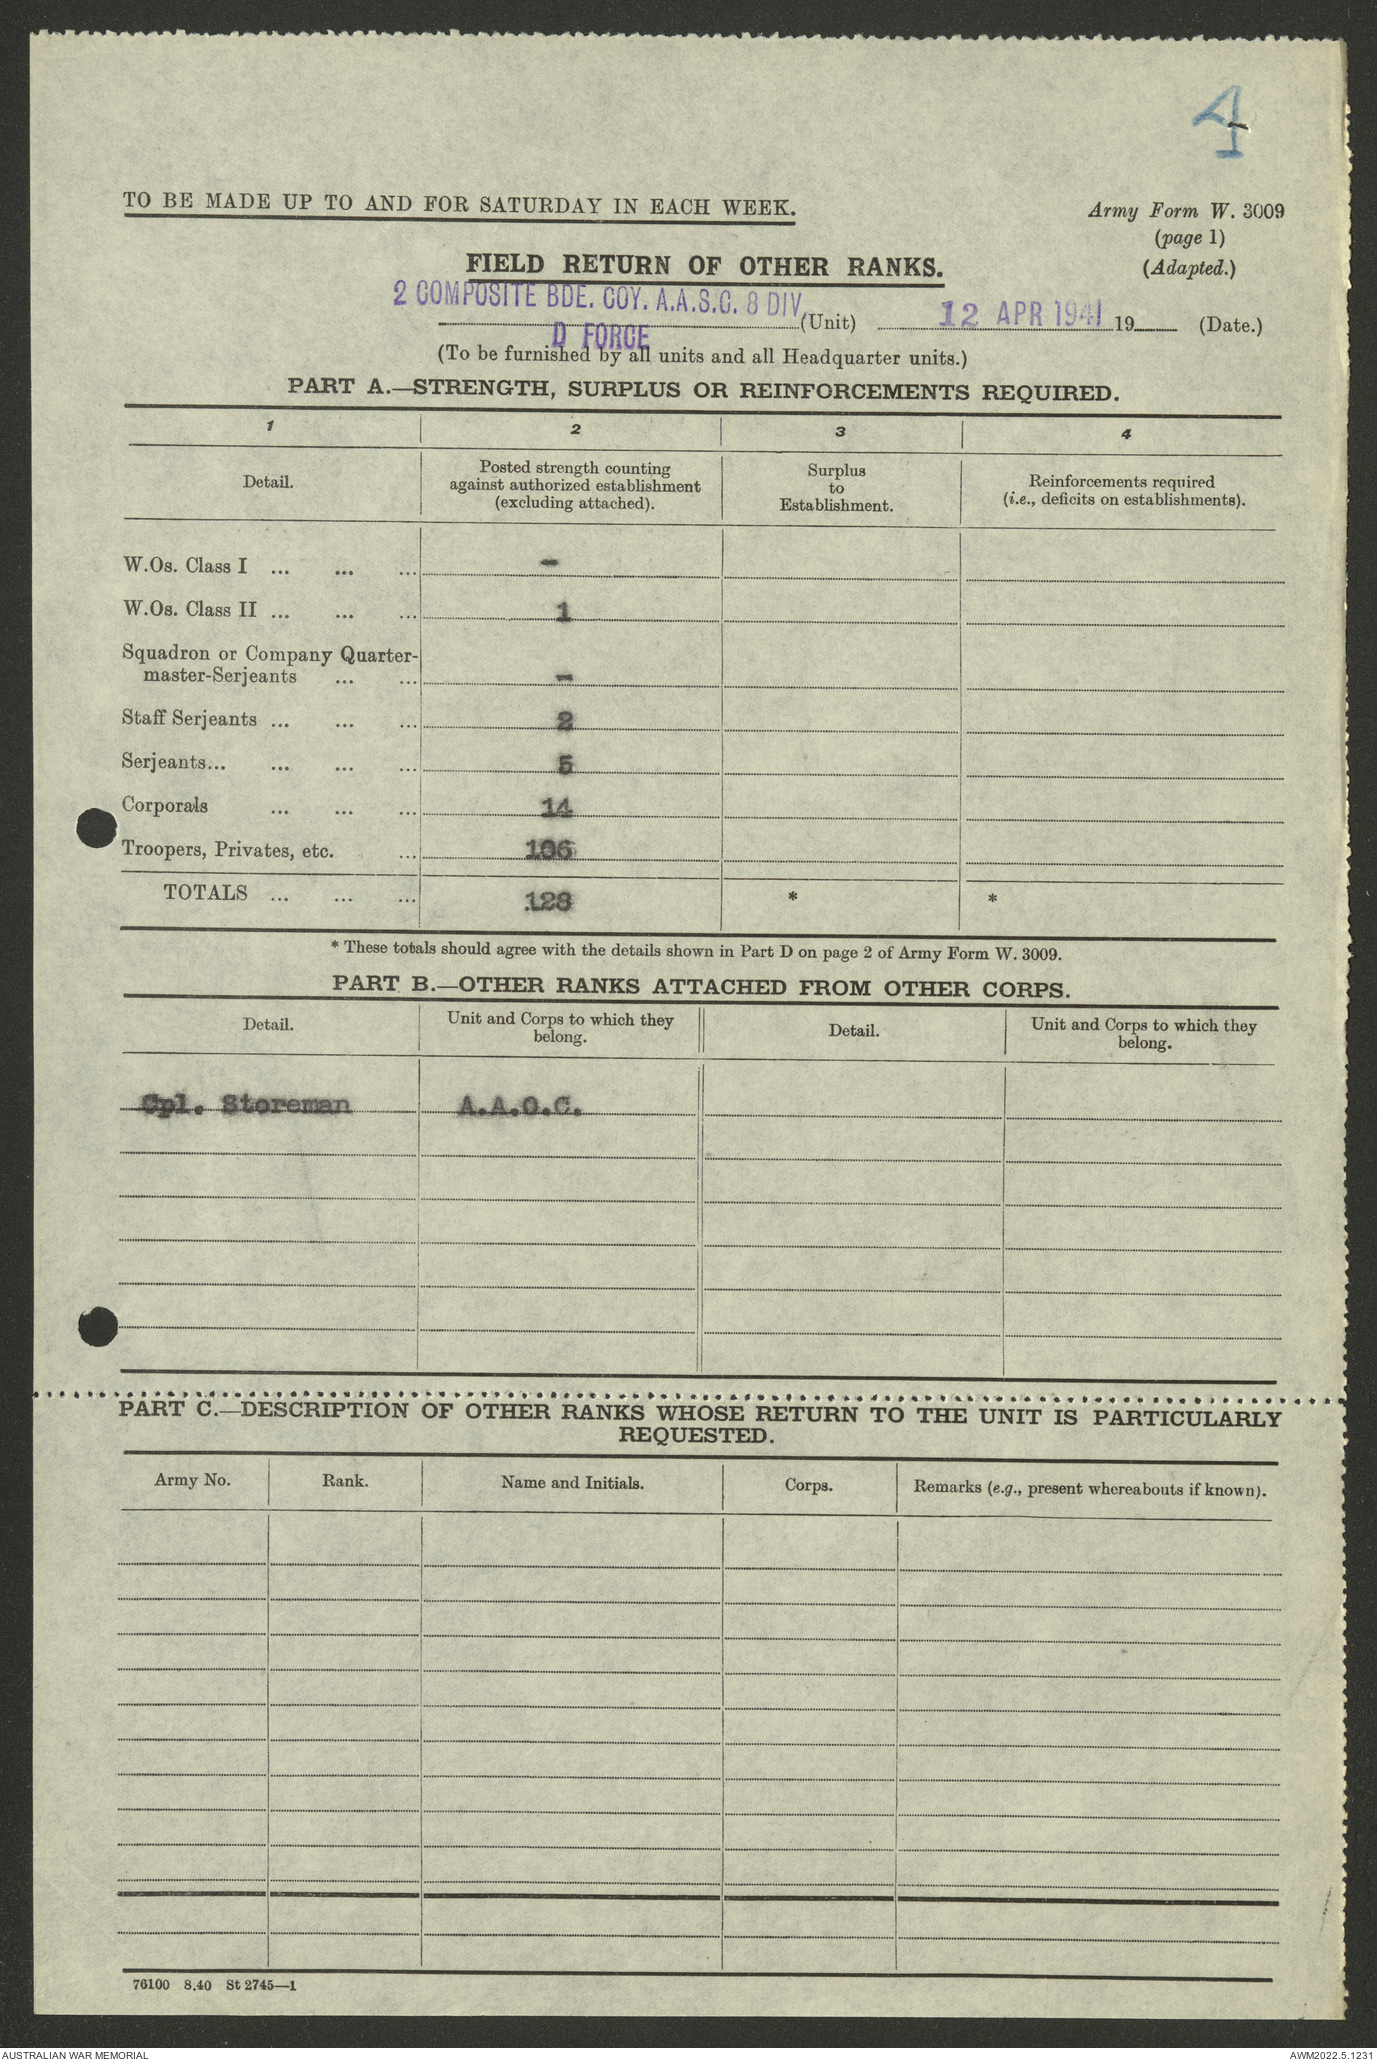 4
TO BE MADE UP TO AND FOR SATURDAY IN EACH WEEK.
Army Form W. 3009
(page 1)
(Adapted.)
FIELD RETURN OF OTHER RANKS.
2 COMPOSITE BDE. COY. A.A.S.C. 8 DIV.
D FORCE
(Unit) 12 APR 1941 19 (Date.)
(To be furnished by all units and all Headquarter units.)
PART A.—STRENGTH, SURPLUS OR REINFORCEMENTS REQUIRED.
1 2 3 4
Detail.
Posted strength counting
against authorized establishment
(excluding attached).
Surplus
to
Establishment.
Reinforcements required
(i.e., deficits on establishments).
W.Os. Class I ... ... ... -
W.Os. Class II ... ... ... 1
Squadron or Company Quarter-
master-Serjeants ... ... -
Staff Serjeants ... ... ... 2
Serjeants... ... ... ... 5
Corporals ... ... ... 14
Troopers, Privates, etc. ... 106
TOTALS ... ... ... 128 * *
* These totals should agree with the details shown in Part D on page 2 of Army Form W. 3009.
PART B.—OTHER RANKS ATTACHED FROM OTHER CORPS.
Detail.
Unit and Corps to which they
belong.
Detail.
Unit and Corps to which they
belong.
Cpl. Storeman A.A.O.C.
PART C.—DESCRIPTION OF OTHER RANKS WHOSE RETURN TO THE UNIT IS PARTICULARLY
REQUESTED.
Army No. Rank. Name and Initials. Corps. Remarks (e.g., present whereabouts if known).
76100 8.40 St 2745—1
AUSTRALIAN WAR MEMORIAL
AWM2022.5.1231